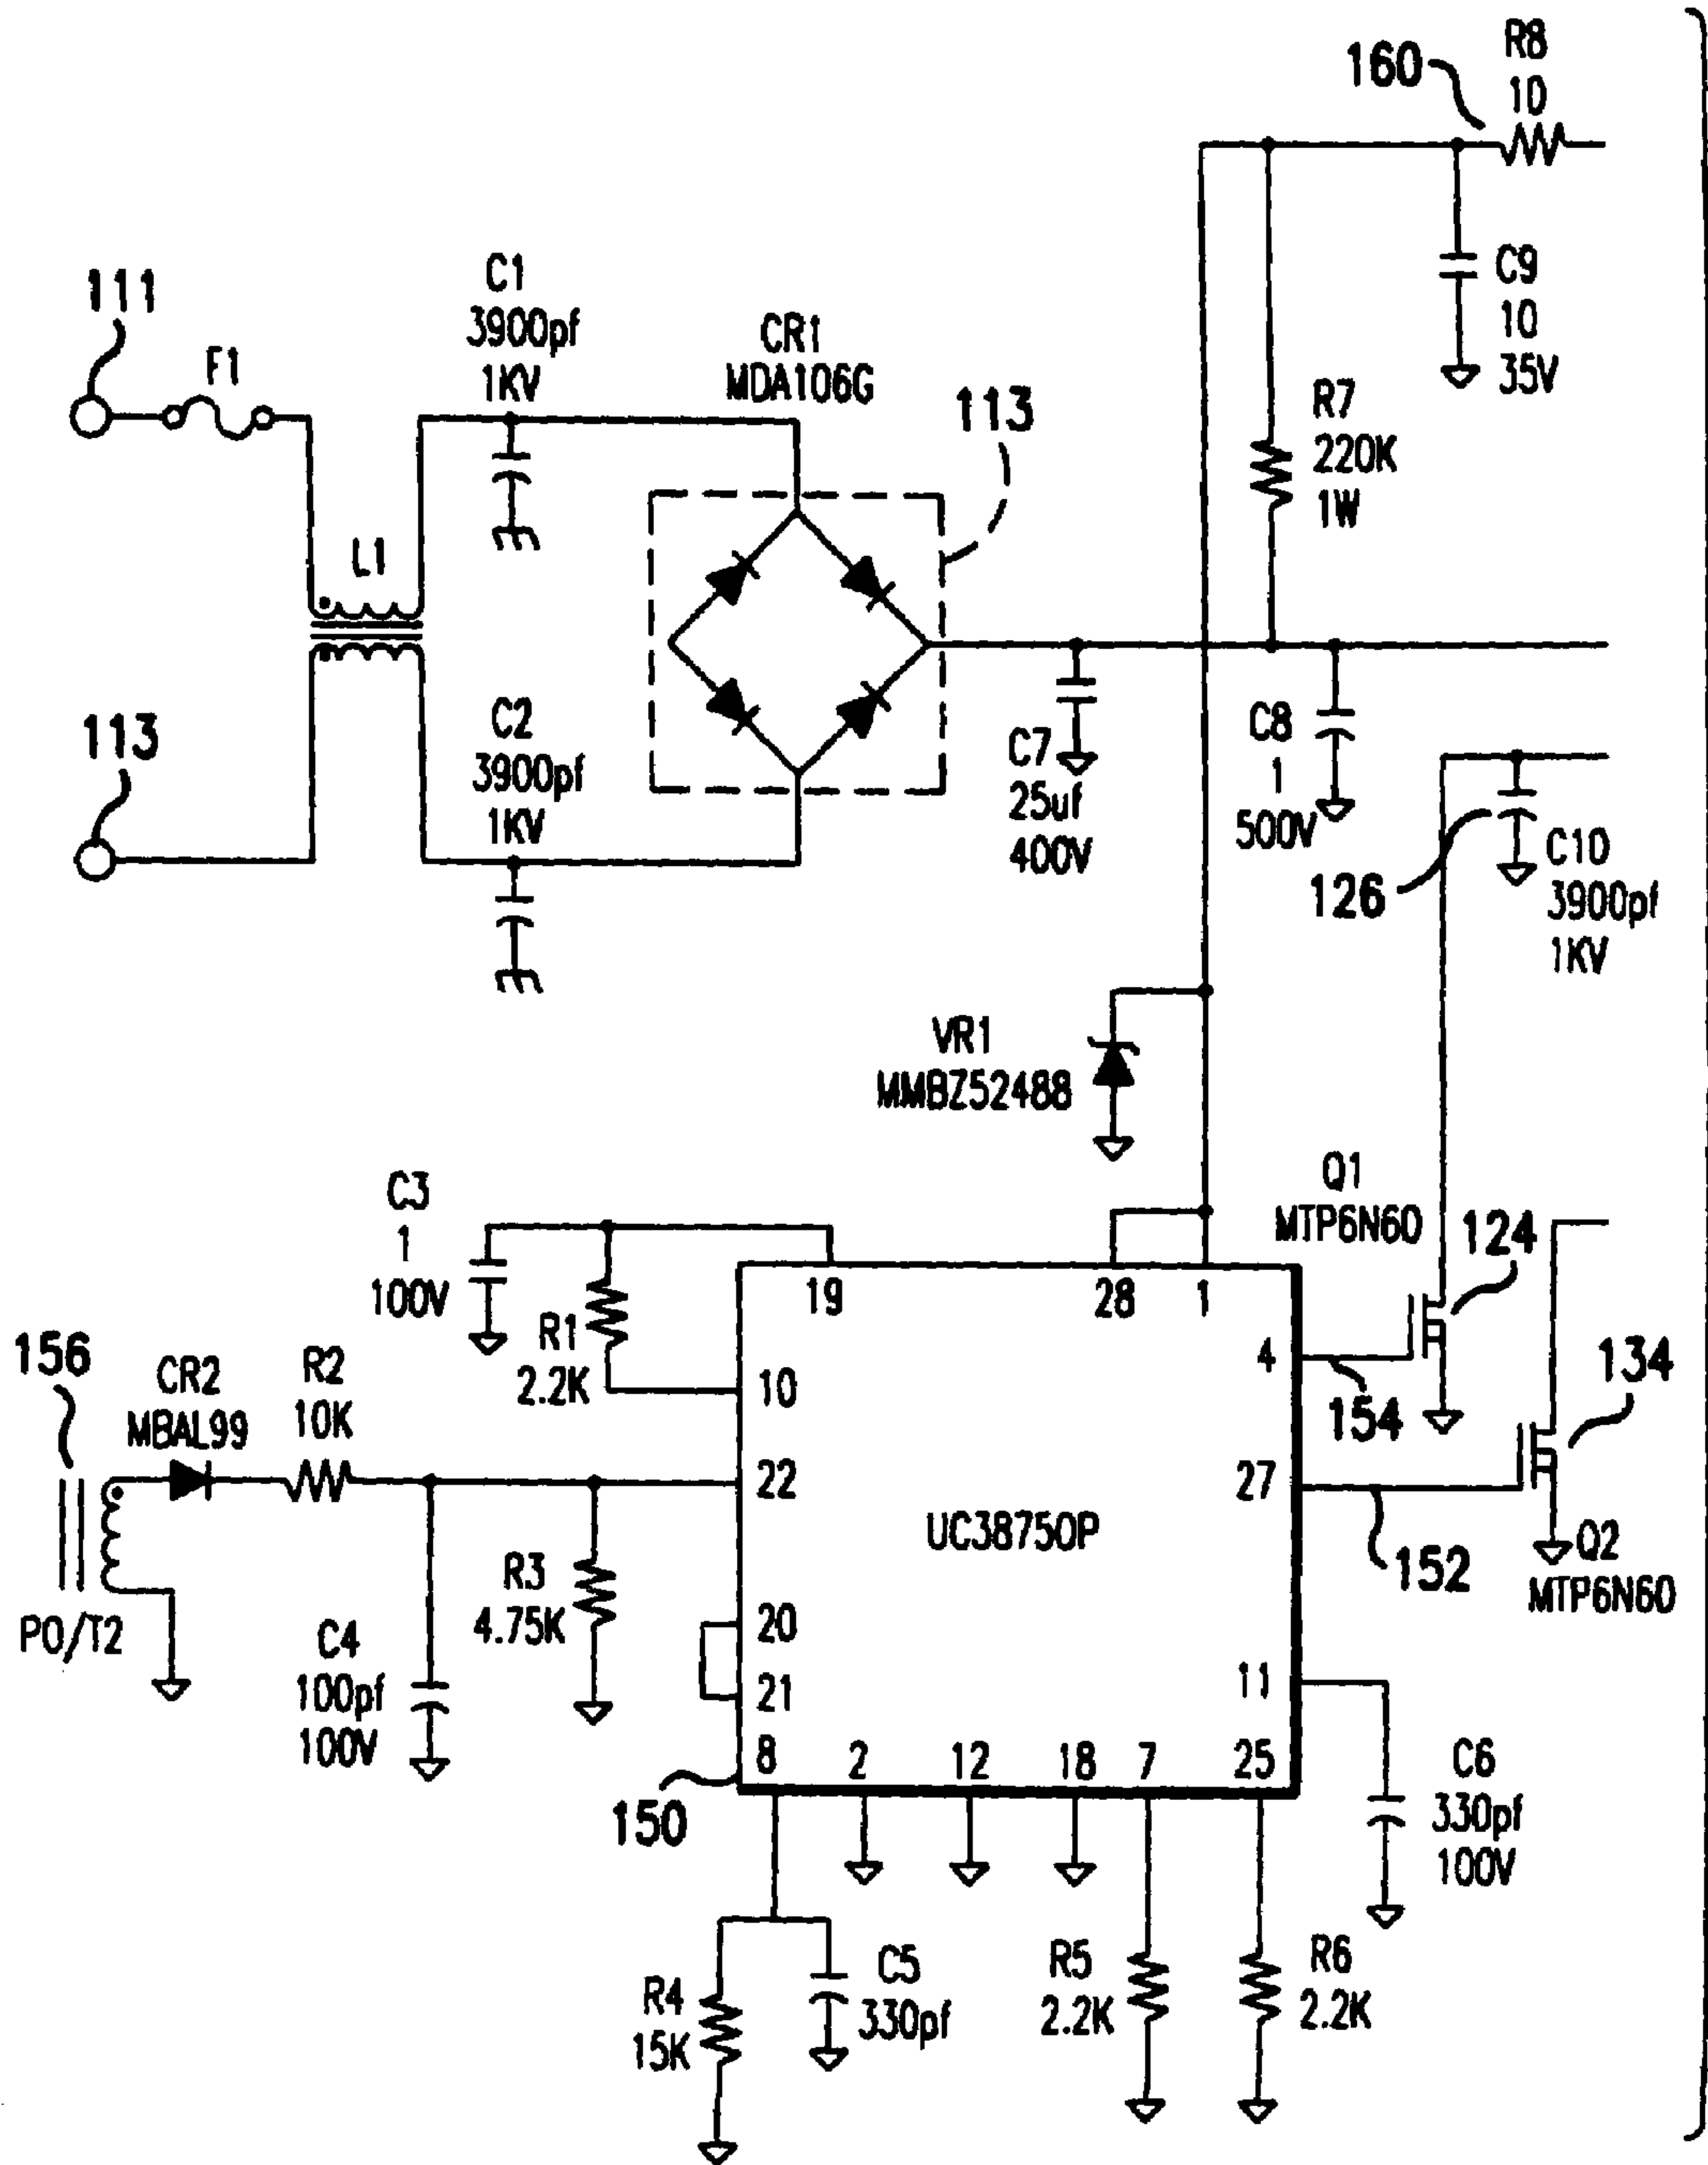 R8
10
160
C9
10
35V
C1
3900pf
1KV
111
F1
CR1
MDA106G
113
R7
220K
1W
L1
113
C2
3900pf
1KV
C7
25uf
400V
C8
1
500V
126
C10
3900pf
1KV
VR1
MMBZ52488
Q1
MTP6N60
124
C3
1
100V
19
28
1
R1
2.2K
4
154
134
156
CR2
MBAL99
R2
10K
10
22
27
152
UC38750P
Q2
MTP6N60
PO/T2
R3
4.75K
C4
100pf
100V
20
21
11
8
2
12
18
7
25
150
C6
330pf
100V
R4
15K
C5
330pf
R5
2.2K
R6
2.2K